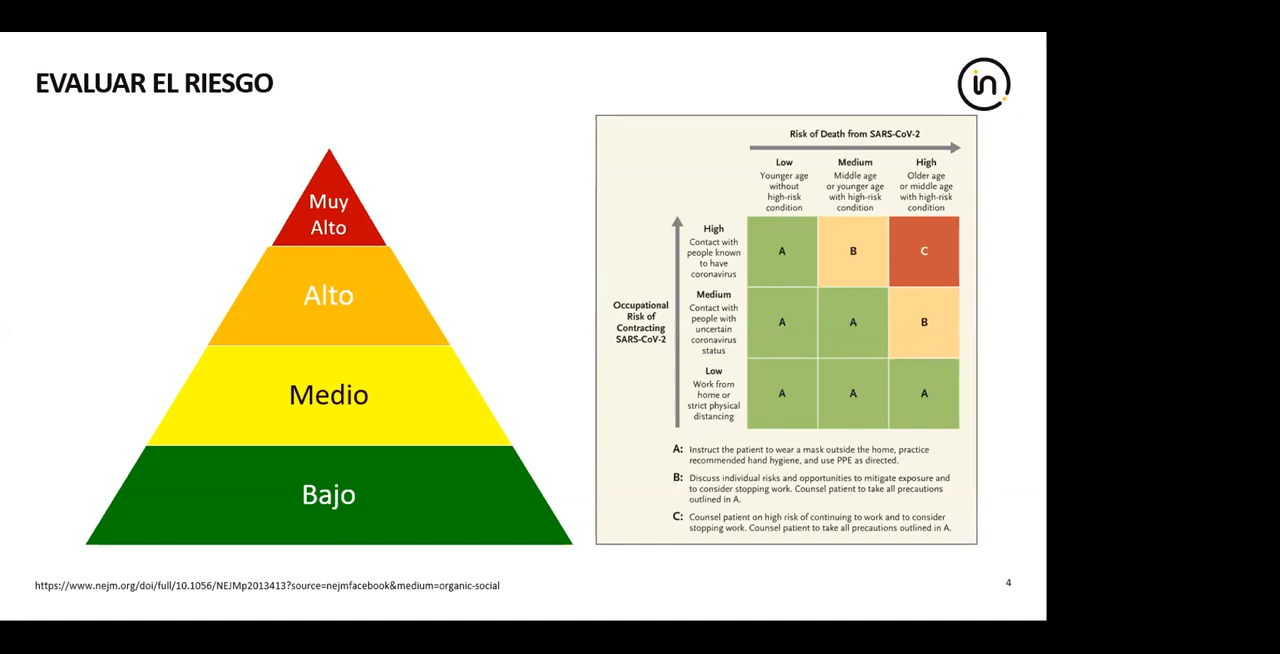 EVALUAR EL RIESGO
in
Muy
Alto
Alto
Medio
Bajo
Risk of Death from SARS-CoV-2
Low
Younger age
without
high-risk
condition
Medium
Middle age
or younger age
with high-risk
condition
High
Older age
or middle age
with high-risk
condition
Occupational
Risk of
Contracting
SARS-CoV-2
High
Contact with
people known
to have
coronavirus
A
B
C
Medium
Contact with
people with
uncertain
coronavirus
status
A
A
B
Low
Work from
home or
strict physical
distancing
A
A
A
A: Instruct the patient to wear a mask outside the home, practice
recommended hand hygiene, and use PPE as directed.
B: Discuss individual risks and opportunities to mitigate exposure and
to consider stopping work. Counsel patient to take all precautions
outlined in A.
C: Counsel patient on high risk of continuing to work and to consider
stopping work. Counsel patient to take all precautions outlined in A.
https://www.nejm.org/doi/full/10.1056/NEJMp2013413?source=nejmfacebook&medium=organic-social
4